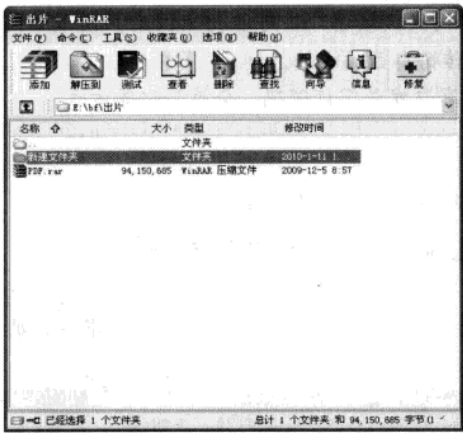 出片 - WinRAR
文件(F) 命令(C) 工具(S) 收藏夹(O) 选项(N) 帮助(H)
添加 解压到 测试 查看 删除 查找 向导 信息 修复
E:\bf\出片
名称 大小 类型 修改时间
.. 文件夹
新建文件夹 文件夹 2010-1-11 1...
PDF.rar 94,150,685 WinRAR 压缩文件 2009-12-5 8:57
已经选择 1 个文件夹 总计 1 个文件夹 和 94,150,685 字节(1